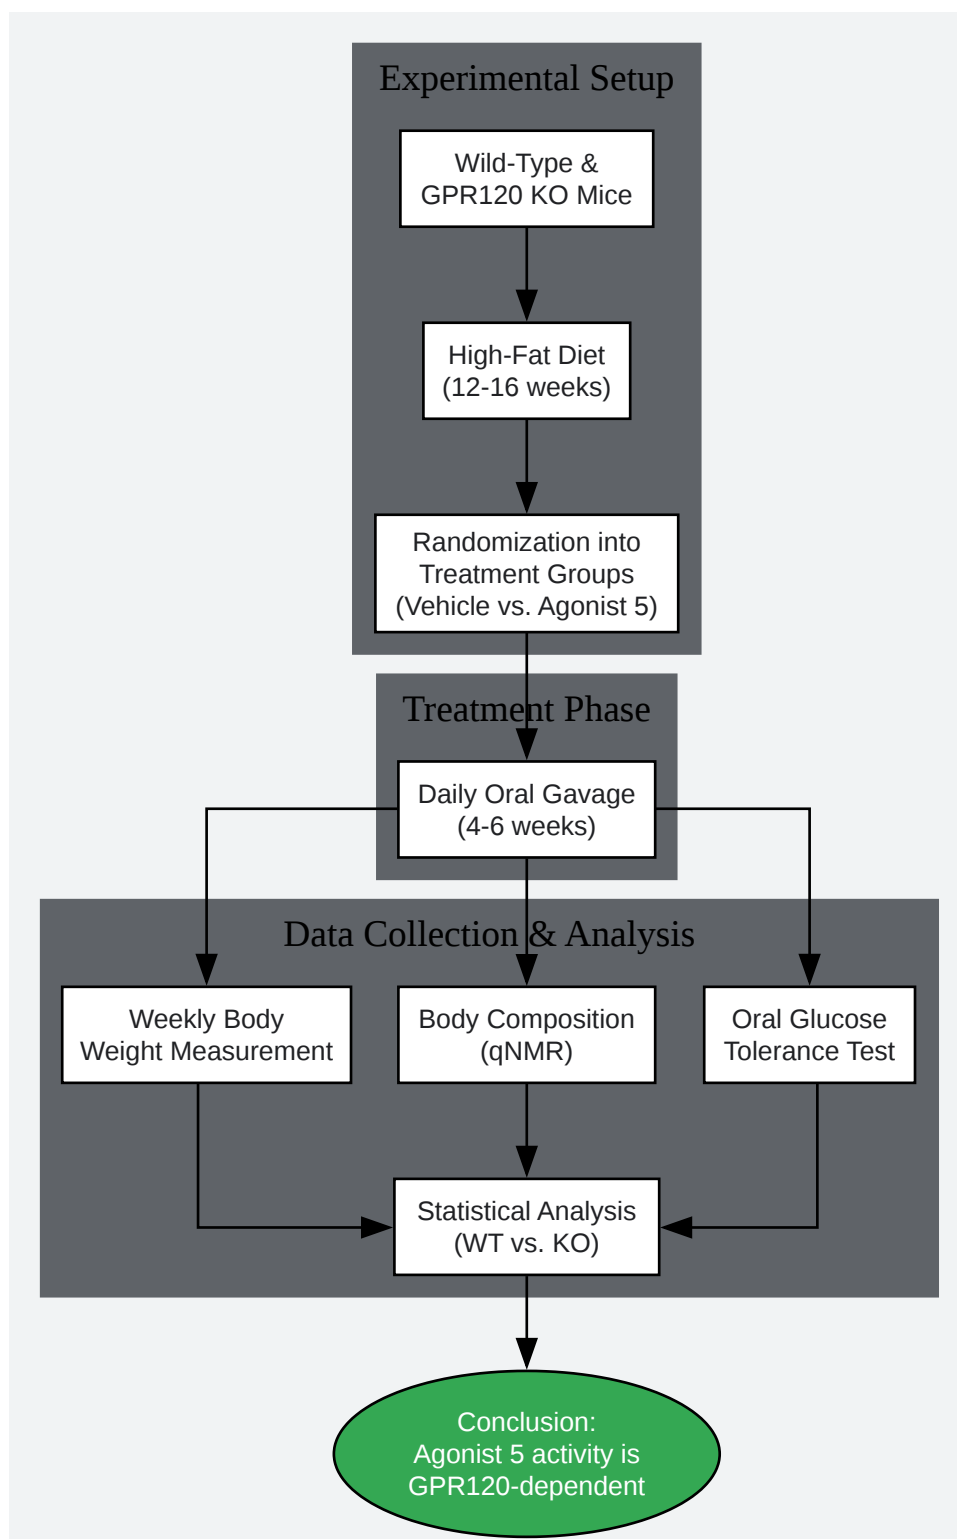 Experimental Setup
Wild-Type &
GPR120 KO Mice
High-Fat Diet
(12-16 weeks)
Randomization into
Treatment Groups
(Vehicle vs. Agonist 5)
Treatment Phase
Daily Oral Gavage
(4-6 weeks)
Data Collection & Analysis
Weekly Body
Weight Measurement
Body Composition
(qNMR)
Oral Glucose
Tolerance Test
Statistical Analysis
(WT vs. KO)
Conclusion:
Agonist 5 activity is
GPR120-dependent